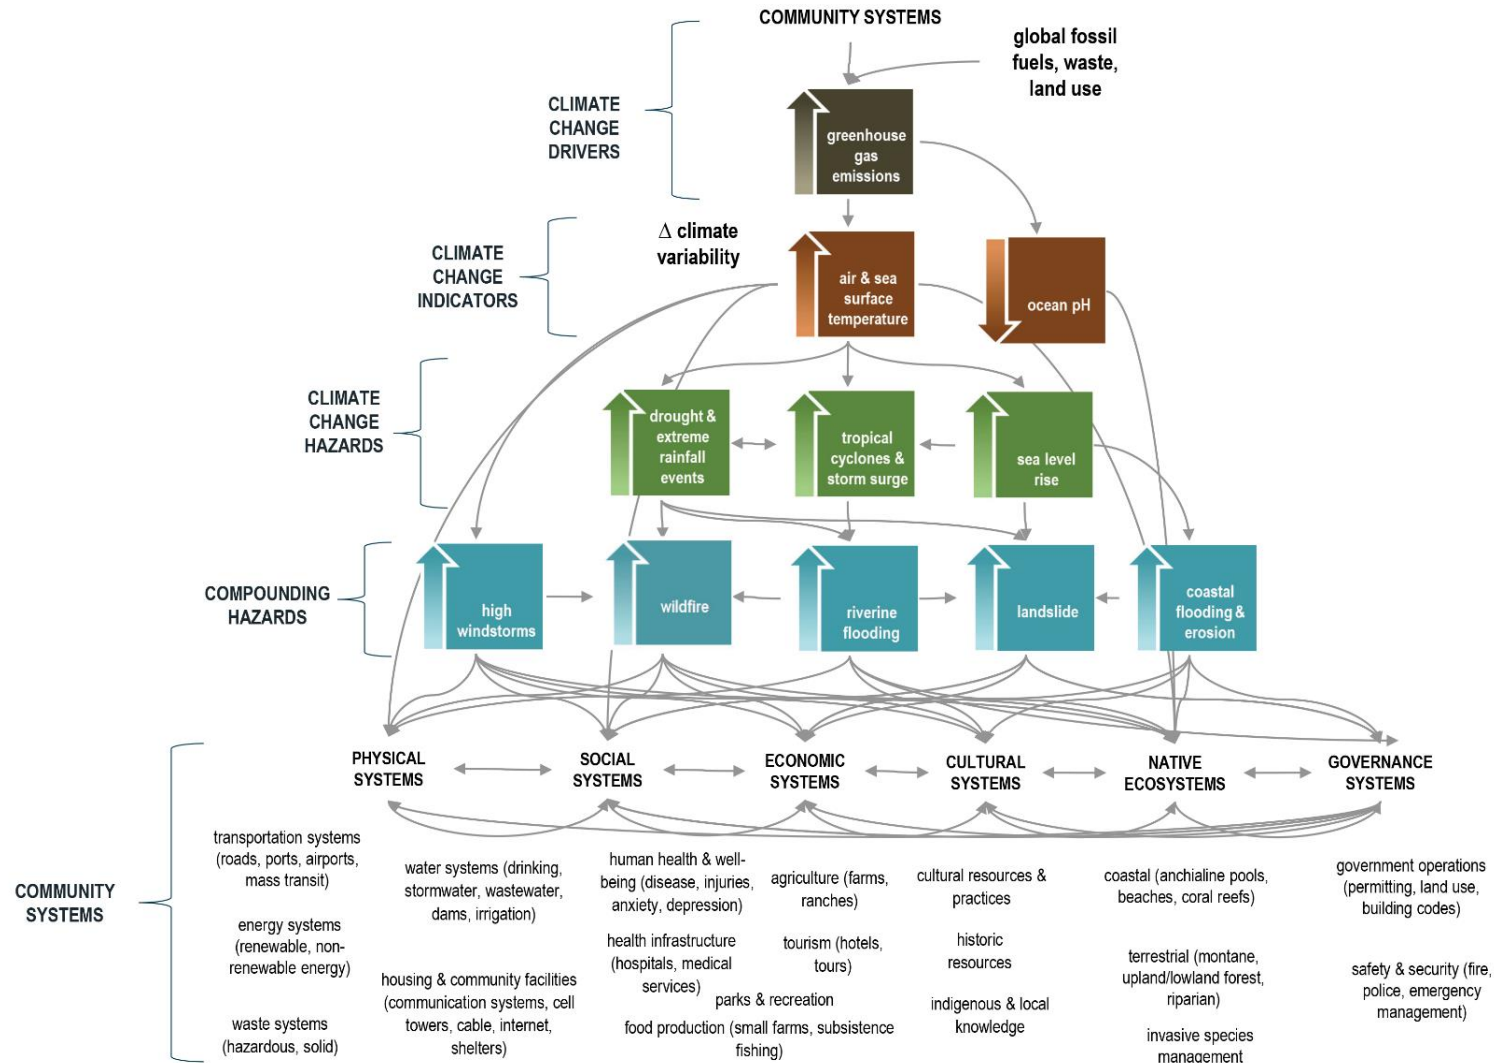 COMMUNITY SYSTEMS
global fossil
fuels, waste,
land use
CLIMATE
CHANGE
DRIVERS
greenhouse
gas
emissions
Δ climate
variability
CLIMATE
CHANGE
INDICATORS
air & sea
surface
temperature
ocean pH
CLIMATE
CHANGE
HAZARDS
drought &
extreme
rainfall
events
tropical
cyclones &
storm surge
sea level
rise
COMPOUNDING
HAZARDS
high
windstorms
wildfire
riverine
flooding
landslide
coastal
flooding &
erosion
COMMUNITY
SYSTEMS
PHYSICAL
SYSTEMS
SOCIAL
SYSTEMS
ECONOMIC
SYSTEMS
CULTURAL
SYSTEMS
NATIVE
ECOSYSTEMS
GOVERNANCE
SYSTEMS
transportation systems
(roads, ports, airports,
mass transit)
energy systems
(renewable, non-
renewable energy)
waste systems
(hazardous, solid)
water systems (drinking,
stormwater, wastewater,
dams, irrigation)
housing & community facilities
(communication systems, cell
towers, cable, internet,
shelters)
human health & well-
being (disease, injuries,
anxiety, depression)
health infrastructure
(hospitals, medical
services)
parks & recreation
food production (small farms, subsistence
fishing)
agriculture (farms,
ranches)
tourism (hotels,
tours)
cultural resources &
practices
historic
resources
indigenous & local
knowledge
coastal (anchialine pools,
beaches, coral reefs)
terrestrial (montane,
upland/lowland forest,
riparian)
invasive species
management
government operations
(permitting, land use,
building codes)
safety & security (fire,
police, emergency
management)